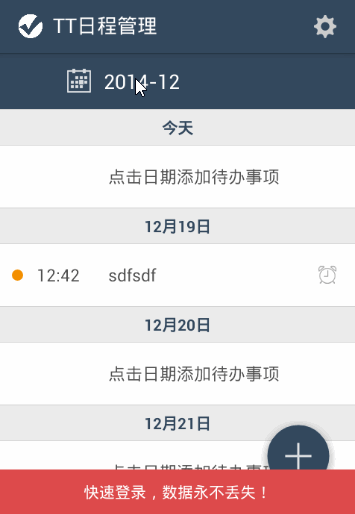 TT日程管理
2014-12
今天
点击日期添加待办事项
12月19日
12:42 sdfsdf
12月20日
点击日期添加待办事项
12月21日
点击日期添加待办事项
快速登录，数据永不丢失！